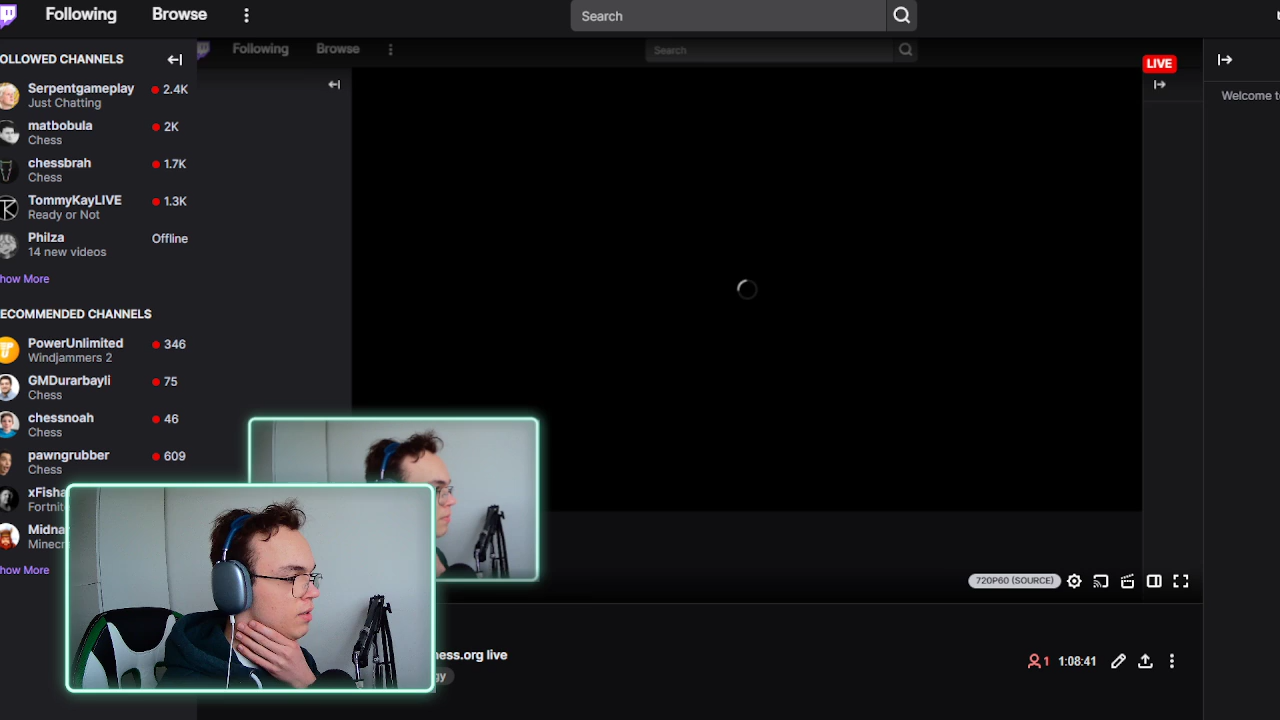 Following Browse Search
Following Browse Search
OLLOWED CHANNELS
LIVE
Serpentgameplay 2.4K
Just Chatting
Welcome to
matbobula 2K
Chess
chessbrah 1.7K
Chess
TommyKayLIVE 1.3K
Ready or Not
Philza Offline
14 new videos
how More
ECOMMENDED CHANNELS
PowerUnlimited 346
Windjammers 2
GMDurarbayli 75
Chess
chessnoah 46
Chess
pawngrubber 609
Chess
xFisha
Fortnit
Midna
Minecr
how More
720P60 (SOURCE)
ness.org live
1 1:08:41
gy